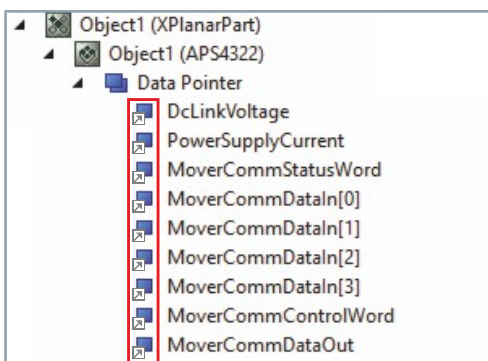 Object1 (XPlanarPart)
Object1 (APS4322)
Data Pointer
DcLinkVoltage
PowerSupplyCurrent
MoverCommStatusWord
MoverCommDataIn[0]
MoverCommDataIn[1]
MoverCommDataIn[2]
MoverCommDataIn[3]
MoverCommControlWord
MoverCommDataOut